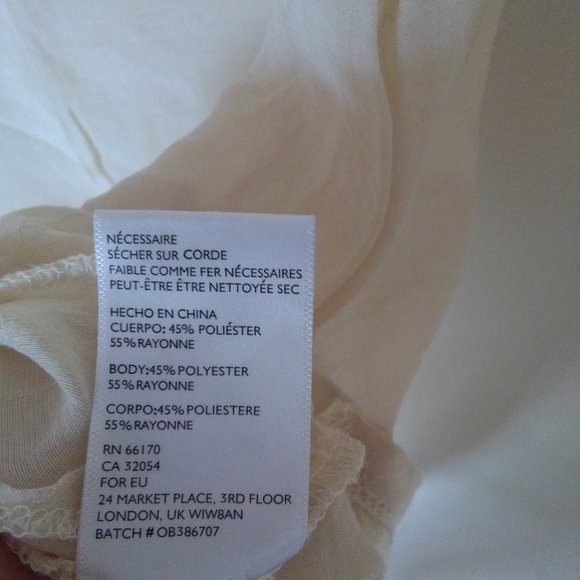 NÉCESSAIRE
SÉCHER SUR CORDE
FAIBLE COMME FER NÉCESSAIRES
PEUT-ÊTRE ÊTRE NETTOYÉE SEC
HECHO EN CHINA
CUERPO: 45% POLIÉSTER
55% RAYONNE
BODY:45% POLYESTER
55% RAYONNE
CORPO:45% POLIESTERE
55% RAYONNE
RN 66170
CA 32054
FOR EU
24 MARKET PLACE, 3RD FLOOR
LONDON, UK WIW8AN
BATCH # OB386707